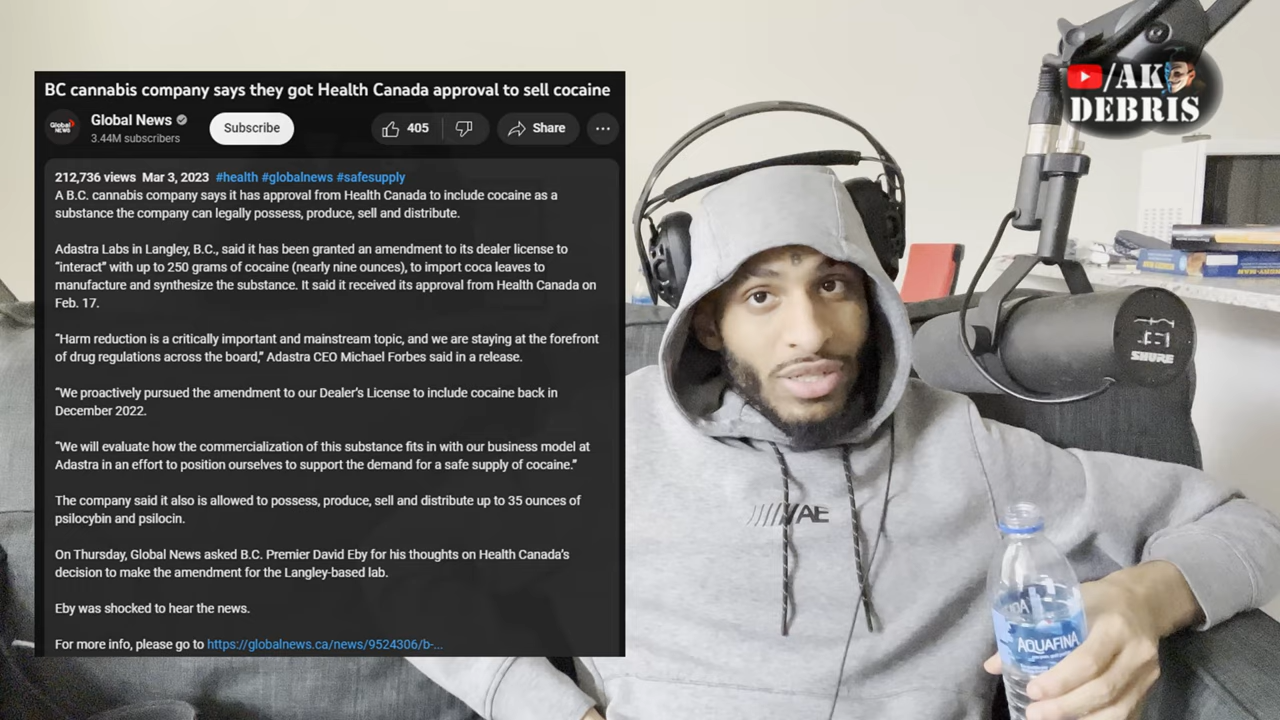 BC cannabis company says they got Health Canada approval to sell cocaine
Global NEWS
Global News
3.44M subscribers
Subscribe
405
Share
212,736 views Mar 3, 2023 #health #globalnews #safesupply
A B.C. cannabis company says it has approval from Health Canada to include cocaine as a
substance the company can legally possess, produce, sell and distribute.
Adastra Labs in Langley, B.C., said it has been granted an amendment to its dealer license to
“interact” with up to 250 grams of cocaine (nearly nine ounces), to import coca leaves to
manufacture and synthesize the substance. It said it received its approval from Health Canada on
Feb. 17.
“Harm reduction is a critically important and mainstream topic, and we are staying at the forefront
of drug regulations across the board,” Adastra CEO Michael Forbes said in a release.
“We proactively pursued the amendment to our Dealer’s License to include cocaine back in
December 2022.
“We will evaluate how the commercialization of this substance fits in with our business model at
Adastra in an effort to position ourselves to support the demand for a safe supply of cocaine.”
The company said it also is allowed to possess, produce, sell and distribute up to 35 ounces of
psilocybin and psilocin.
On Thursday, Global News asked B.C. Premier David Eby for his thoughts on Health Canada’s
decision to make the amendment for the Langley-based lab.
Eby was shocked to hear the news.
For more info, please go to https://globalnews.ca/news/9524306/b-...
/AK
DEBRIS
SHURE
AE
AQUAFINA